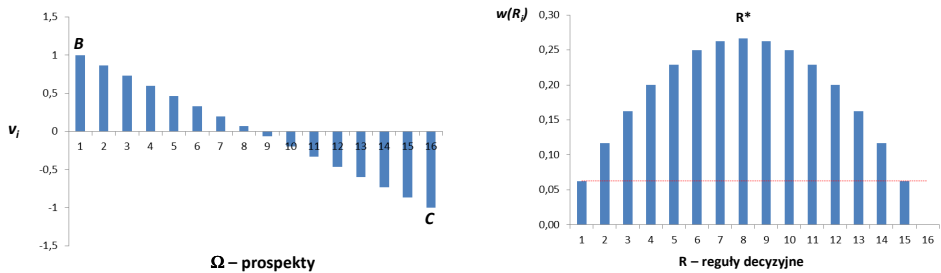 1,5
B
1
0,5
v_i
0
1 2 3 4 5 6 7 8 9 10 11 12 13 14 15 16
-0,5
-1
C
-1,5
Ω – prospekty
w(R_i)
0,30
R*
0,25
0,20
0,15
0,10
0,05
0,00
1 2 3 4 5 6 7 8 9 10 11 12 13 14 15 16
R – reguły decyzyjne